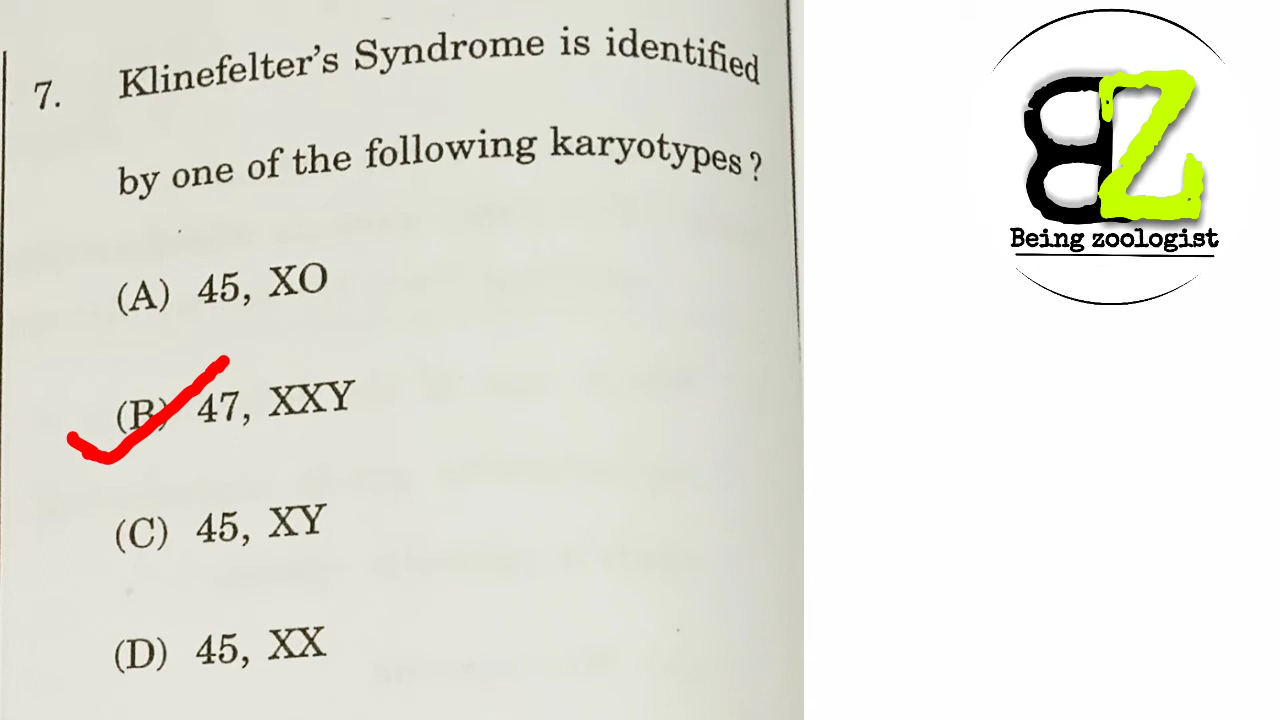 7. Klinefelter's Syndrome is identified
by one of the following karyotypes ?
(A) 45, XO
(B) 47, XXY
(C) 45, XY
(D) 45, XX
BZ
Being zoologist